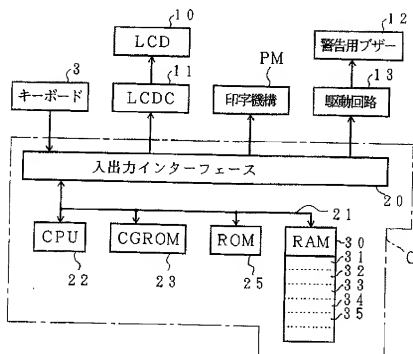 10
LCD
12
警告用ブザー
3
キーボード
11
LCDC
PM
印字機構
13
駆動回路
入出力インターフェース
20
21
CPU
22
CGROM
23
ROM
25
RAM
30
31
32
33
34
35
C